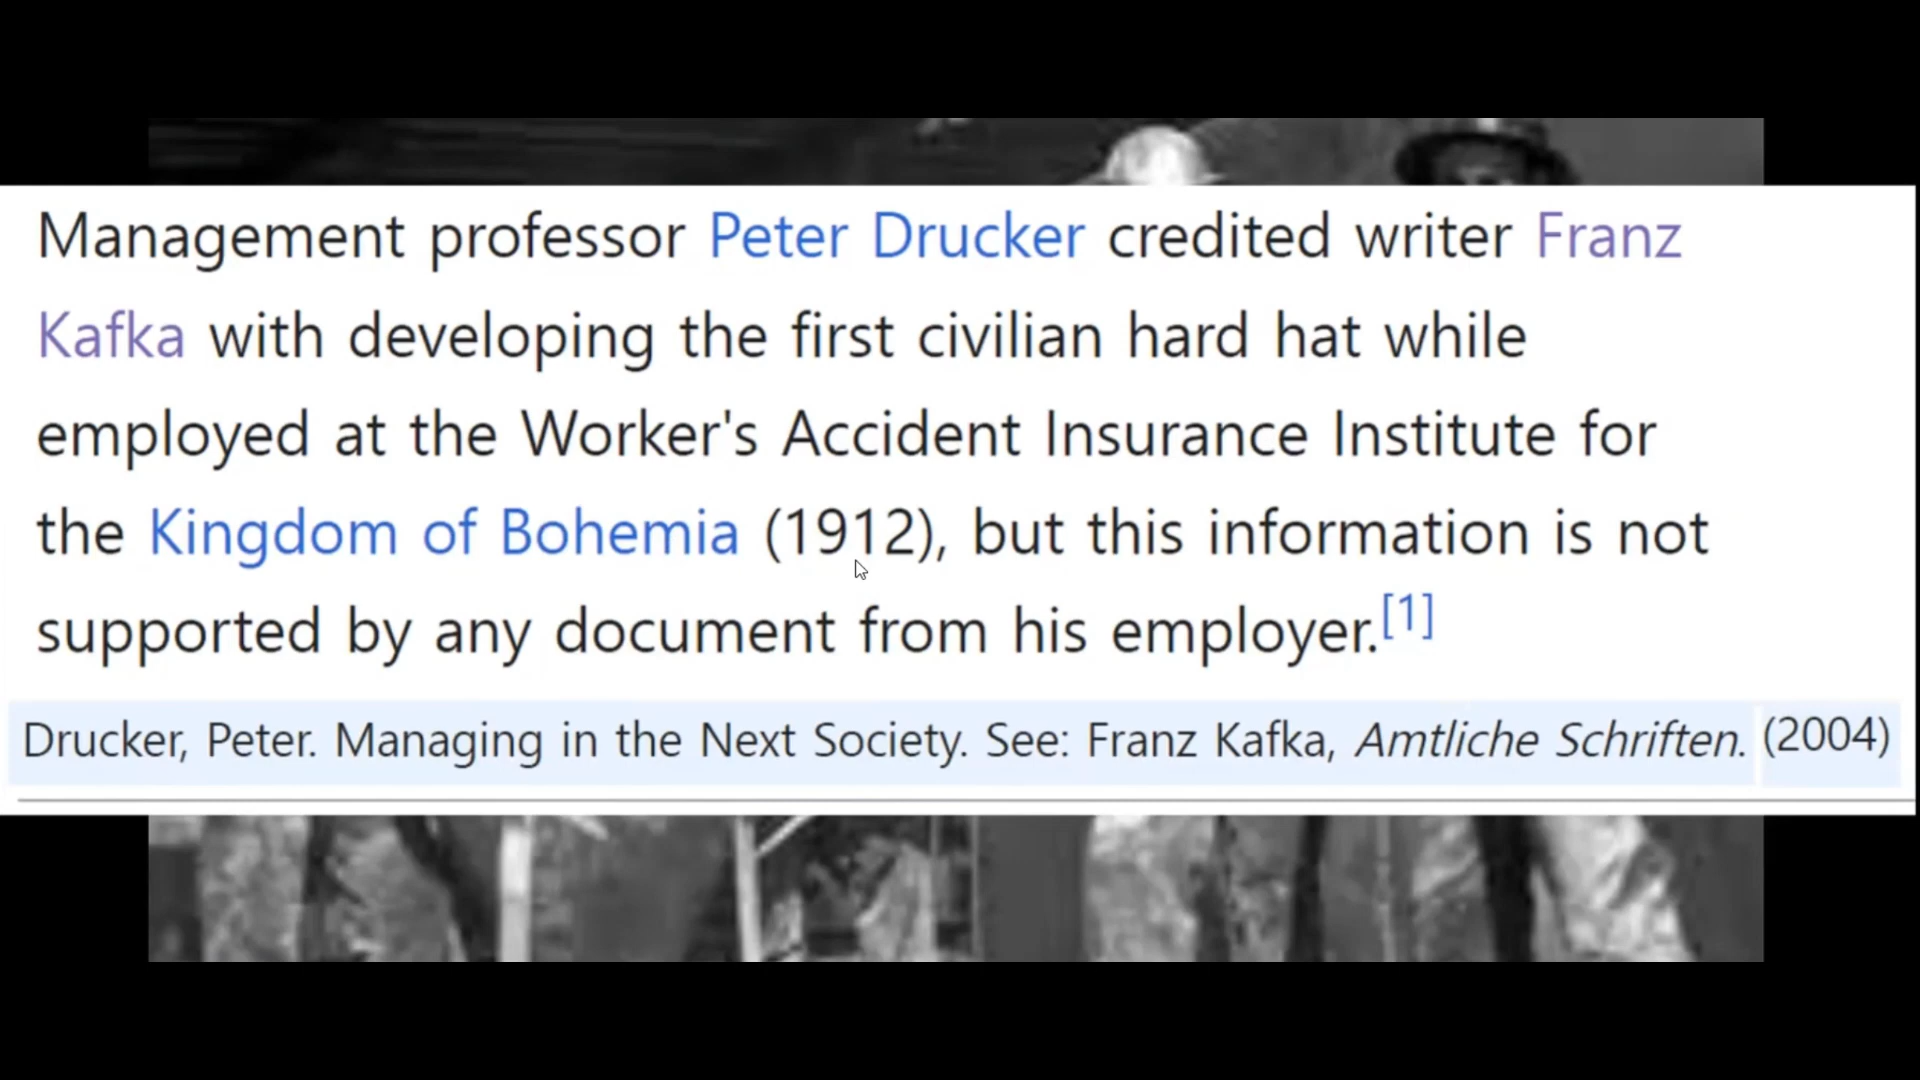 Management professor Peter Drucker credited writer Franz
Kafka with developing the first civilian hard hat while
employed at the Worker's Accident Insurance Institute for
the Kingdom of Bohemia (1912), but this information is not
supported by any document from his employer.[1]
Drucker, Peter. Managing in the Next Society. See: Franz Kafka, Amtliche Schriften. (2004)